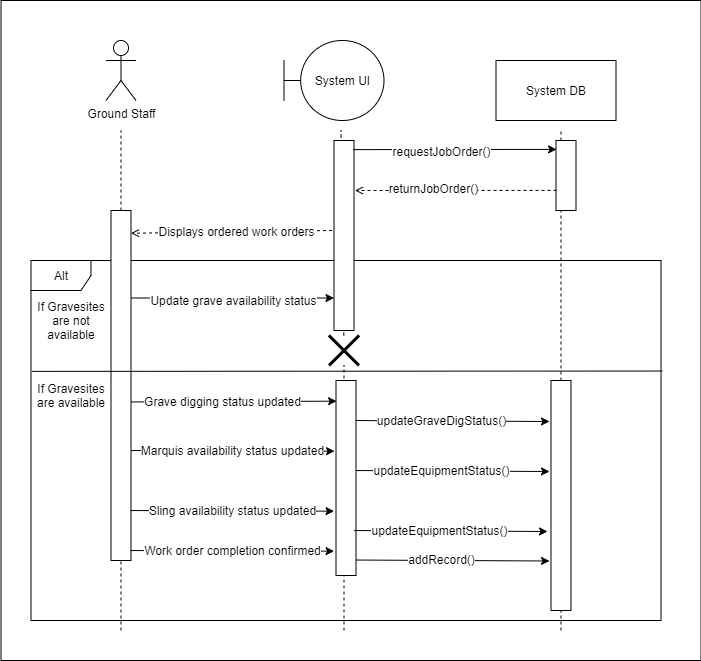 Ground Staff
System UI
System DB
requestJobOrder()
returnJobOrder()
Displays ordered work orders
Alt
If Gravesites
are not
available
Update grave availability status
If Gravesites
are available
Grave digging status updated
updateGraveDigStatus()
Marquis availability status updated
updateEquipmentStatus()
Sling availability status updated
updateEquipmentStatus()
Work order completion confirmed
addRecord()